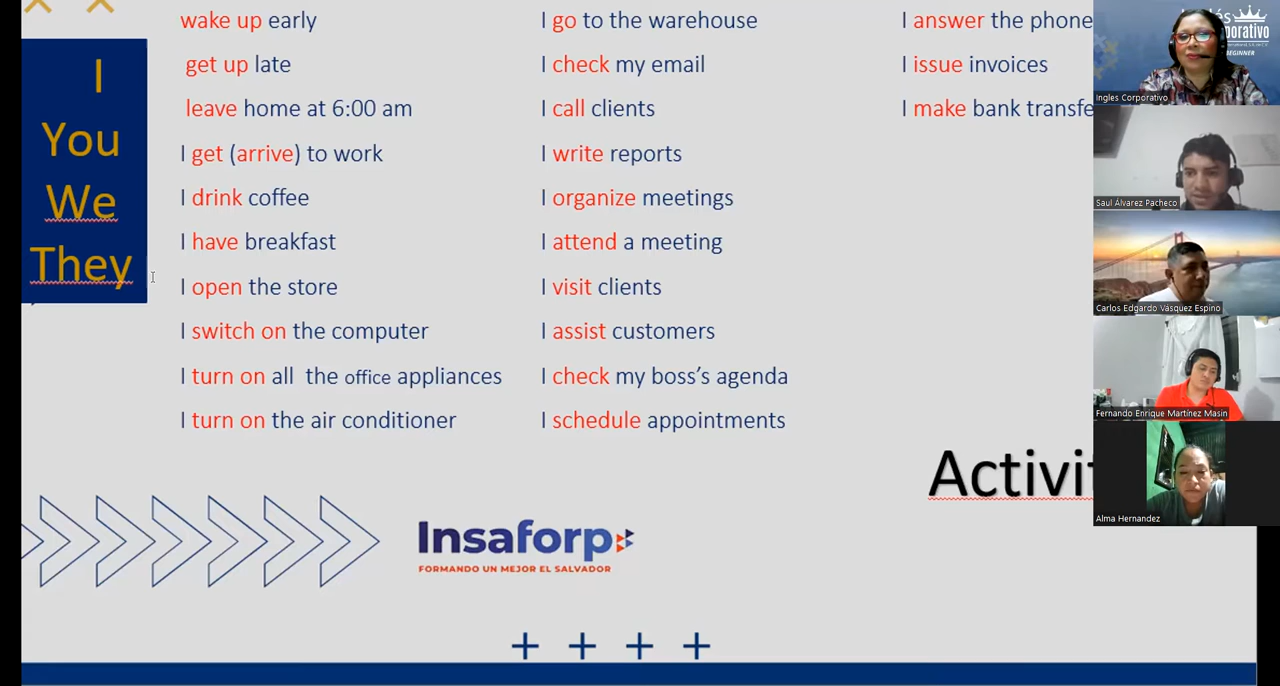 I
You
We
They
wake up early
get up late
leave home at 6:00 am
I get (arrive) to work
I drink coffee
I have breakfast
I open the store
I switch on the computer
I turn on all the office appliances
I turn on the air conditioner
I go to the warehouse
I check my email
I call clients
I write reports
I organize meetings
I attend a meeting
I visit clients
I assist customers
I check my boss's agenda
I schedule appointments
I answer the phone
I issue invoices
I make bank transfe
Activit
Insaforp
FORMANDO UN MEJOR EL SALVADOR
Ingles Corporativo
Saul Álvarez Pacheco
Carlos Edgardo Vásquez Espino
Fernando Enrique Martínez Masin
Alma Hernandez